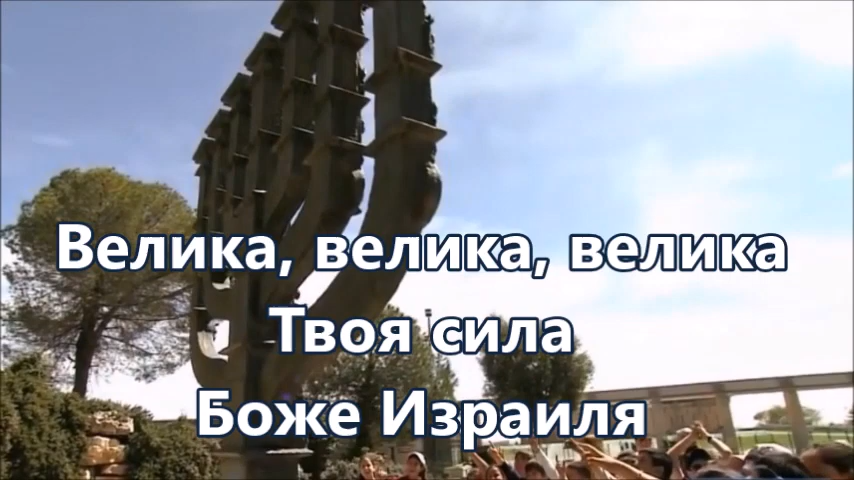 Велика, велика, велика
Твоя сила
Боже Израиля